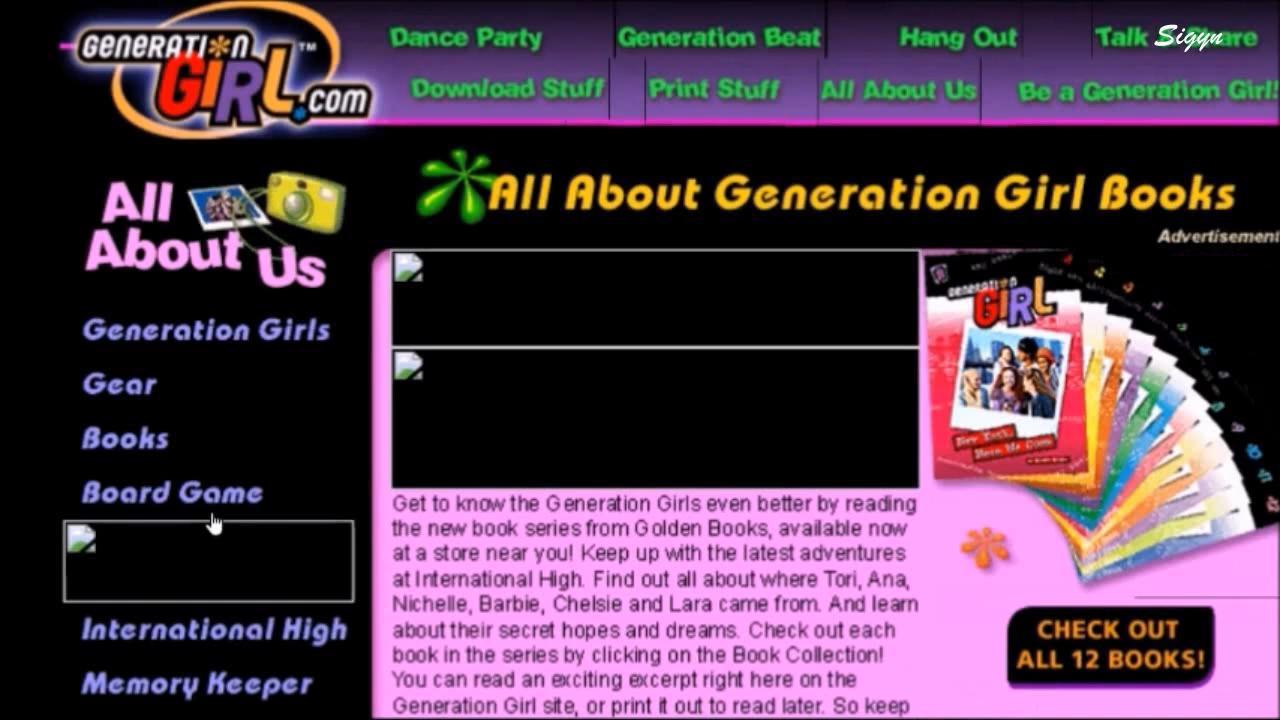 GENERATION
GIRL.com
TM
Dance Party
Generation Beat
Hang Out
Talk
Sigyn
Download Stuff
Print Stuff
All About Us
Be a Generation Girl!
All About Us
All About Generation Girl Books
Advertisement
Generation Girls
Gear
Books
Board Game
International High
Memory Keeper
GENERATION
GIRL
Get to know the Generation Girls even better by reading
the new book series from Golden Books, available now
at a store near you! Keep up with the latest adventures
at International High. Find out all about where Tori, Ana,
Nichelle, Barbie, Chelsie and Lara came from. And learn
about their secret hopes and dreams. Check out each
book in the series by clicking on the Book Collection!
You can read an exciting excerpt right here on the
Generation Girl site, or print it out to read later. So keep
New York,
Here We Come
CHECK OUT
ALL 12 BOOKS!